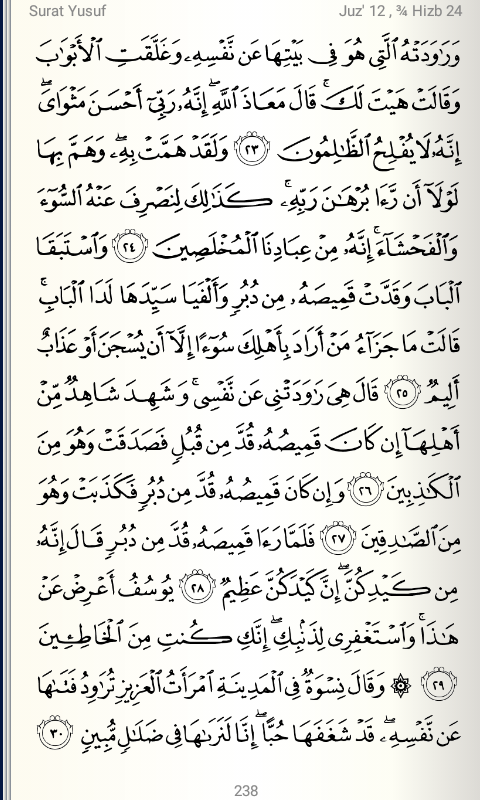 Surat Yusuf
Juz' 12 , ¾ Hizb 24
وَرَٰوَدَتْهُ ٱلَّتِى هُوَ فِى بَيْتِهَا عَن نَّفْسِهِۦ وَغَلَّقَتِ ٱلْأَبْوَٰبَ
وَقَالَتْ هَيْتَ لَكَ ۚ قَالَ مَعَاذَ ٱللَّهِ ۖ إِنَّهُۥ رَبِّىٓ أَحْسَنَ مَثْوَاىَ ۖ
إِنَّهُۥ لَا يُفْلِحُ ٱلظَّٰلِمُونَ ٢٣ وَلَقَدْ هَمَّتْ بِهِۦ ۖ وَهَمَّ بِهَا
لَوْلَآ أَن رَّءَا بُرْهَٰنَ رَبِّهِۦ ۚ كَذَٰلِكَ لِنَصْرِفَ عَنْهُ ٱلسُّوٓءَ
وَٱلْفَحْشَآءَ ۚ إِنَّهُۥ مِنْ عِبَادِنَا ٱلْمُخْلَصِينَ ٢٤ وَٱسْتَبَقَا
ٱلْبَابَ وَقَدَّتْ قَمِيصَهُۥ مِن دُبُرٍ وَأَلْفَيَا سَيِّدَهَا لَدَا ٱلْبَابِ ۚ
قَالَتْ مَا جَزَآءُ مَنْ أَرَادَ بِأَهْلِكَ سُوٓءًا إِلَّآ أَن يُسْجَنَ أَوْ عَذَابٌ
أَلِيمٌ ٢٥ قَالَ هِىَ رَٰوَدَتْنِى عَن نَّفْسِى ۚ وَشَهِدَ شَاهِدٌ مِّنْ
أَهْلِهَآ إِن كَانَ قَمِيصُهُۥ قُدَّ مِن قُبُلٍ فَصَدَقَتْ وَهُوَ مِنَ
ٱلْكَٰذِبِينَ ٢٦ وَإِن كَانَ قَمِيصُهُۥ قُدَّ مِن دُبُرٍ فَكَذَبَتْ وَهُوَ
مِنَ ٱلصَّٰدِقِينَ ٢٧ فَلَمَّا رَءَا قَمِيصَهُۥ قُدَّ مِن دُبُرٍ قَالَ إِنَّهُۥ
مِن كَيْدِكُنَّ ۖ إِنَّ كَيْدَكُنَّ عَظِيمٌ ٢٨ يُوسُفُ أَعْرِضْ عَنْ
هَٰذَا ۚ وَٱسْتَغْفِرِى لِذَنۢبِكِ ۖ إِنَّكِ كُنتِ مِنَ ٱلْخَاطِـِٔينَ
٢٩ ۞ وَقَالَ نِسْوَةٌ فِى ٱلْمَدِينَةِ ٱمْرَأَتُ ٱلْعَزِيزِ تُرَٰوِدُ فَتَىٰهَا
عَن نَّفْسِهِۦ ۖ قَدْ شَغَفَهَا حُبًّا ۖ إِنَّا لَنَرَىٰهَا فِى ضَلَٰلٍ مُّبِينٍ ٣٠
238